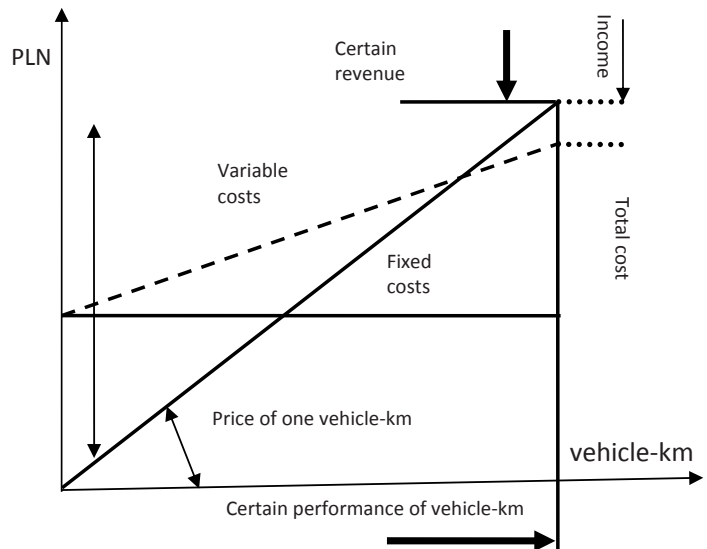 PLN
Certain
revenue
Income
Variable
costs
Fixed
costs
Total cost
Price of one vehicle-km
vehicle-km
Certain performance of vehicle-km